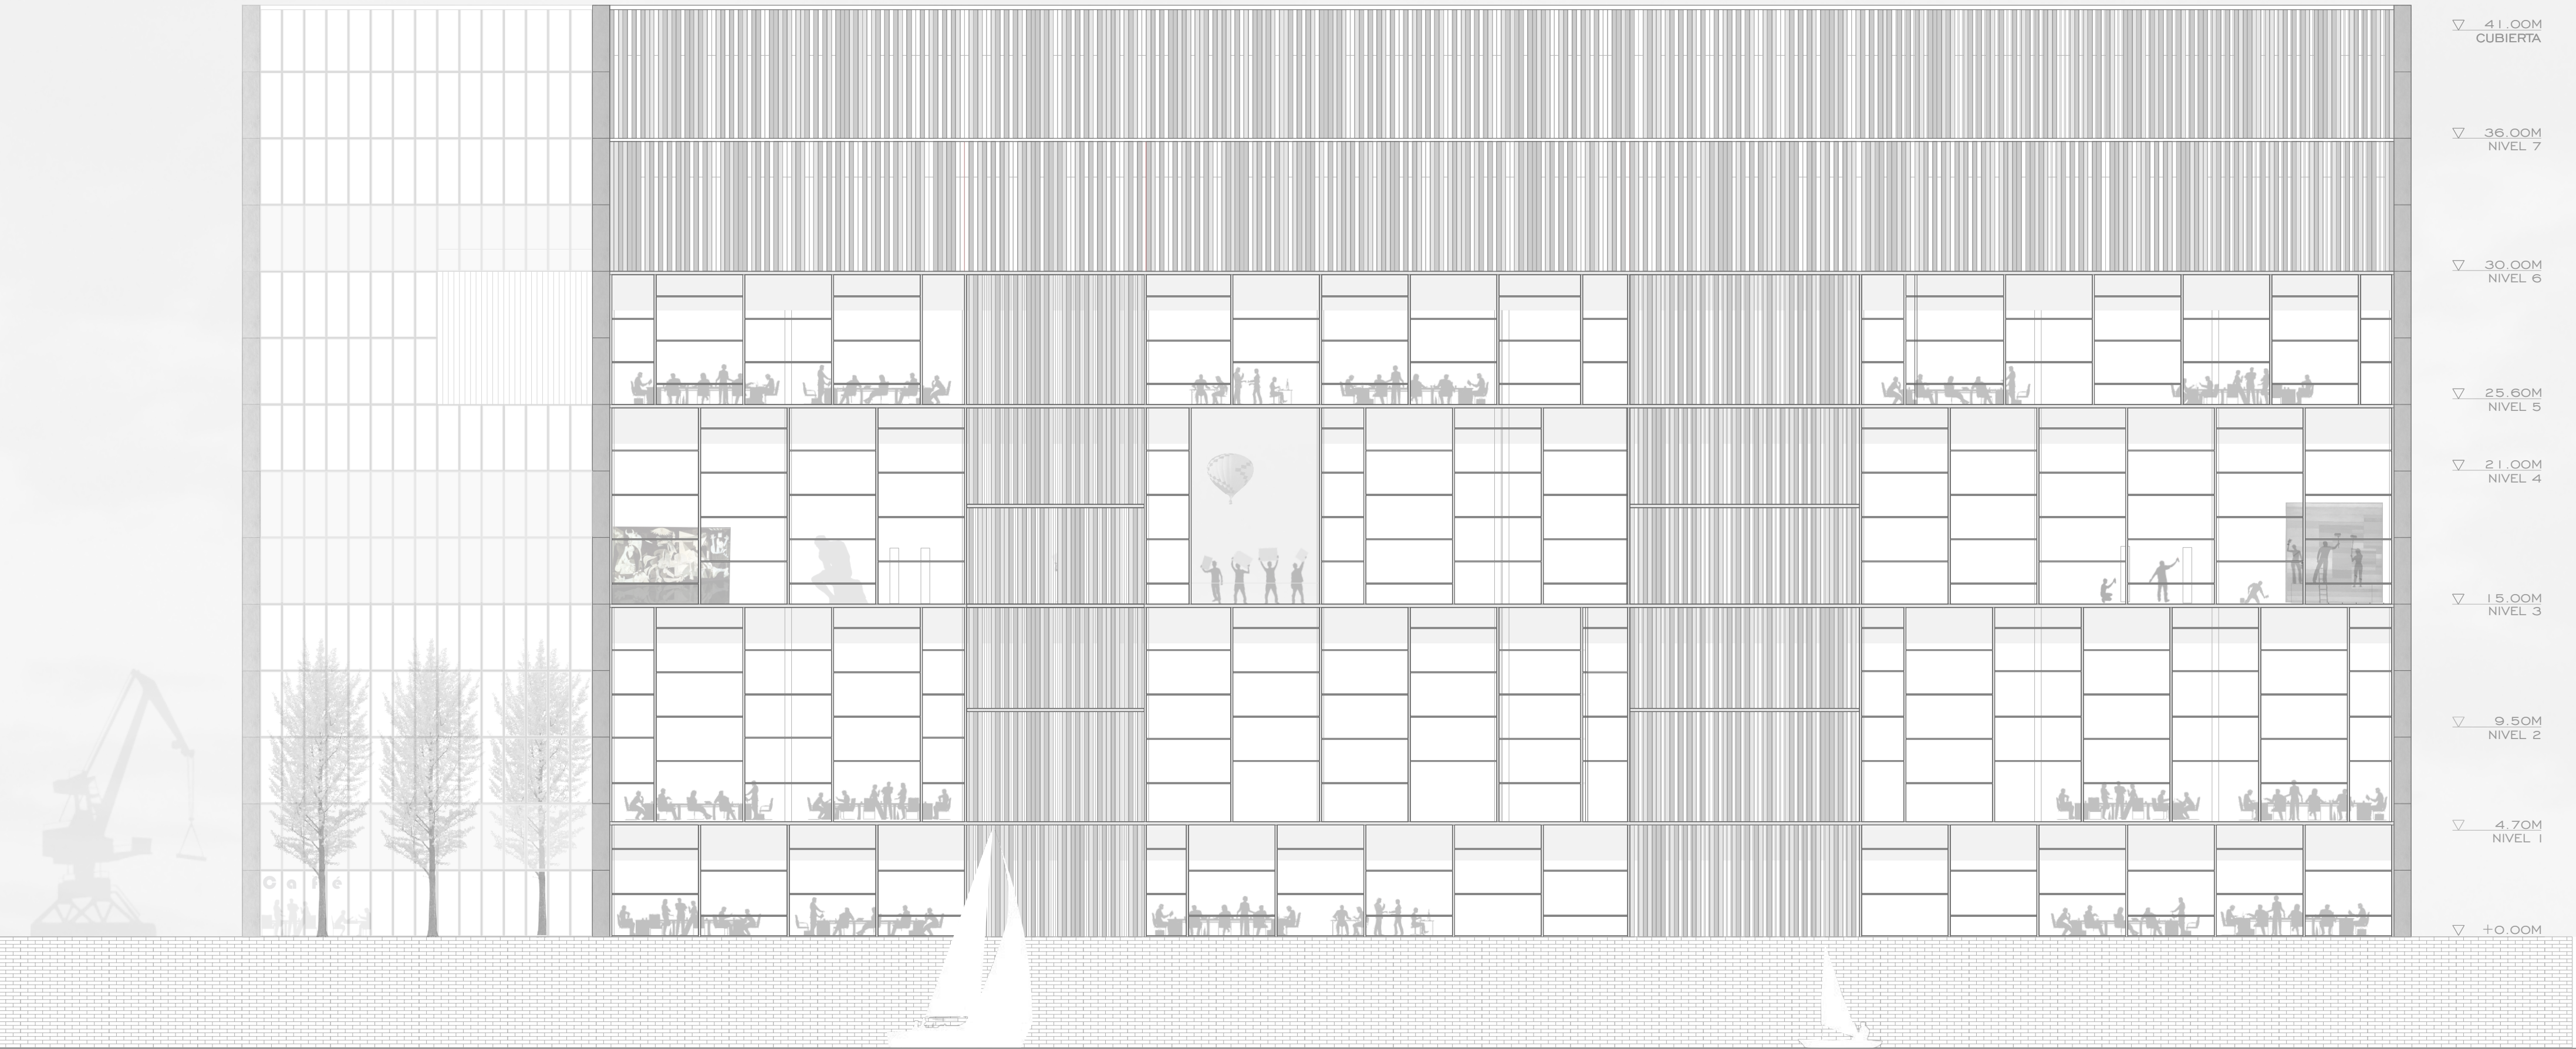 41.00M
CUBIERTA
36.00M
NIVEL 7
30.00M
NIVEL 6
25.60M
NIVEL 5
21.00M
NIVEL 4
15.00M
NIVEL 3
9.50M
NIVEL 2
4.70M
NIVEL 1
Café
+0.00M